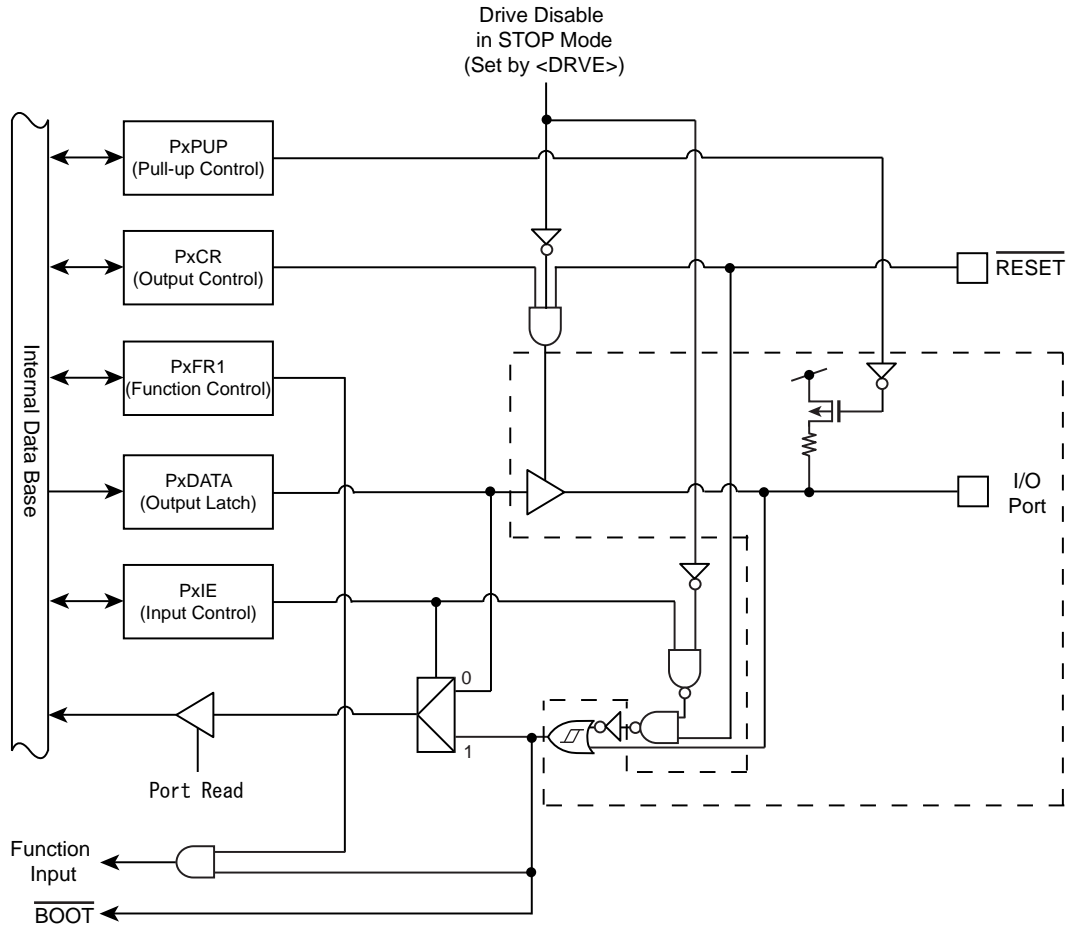 Drive Disable
in STOP Mode
(Set by <DRVE>)
PxPUP
(Pull-up Control)
PxCR
(Output Control)
RESET
PxFR1
(Function Control)
Internal Data Base
PxDATA
(Output Latch)
I/O
Port
PxIE
(Input Control)
0
1
Port Read
Function
Input
BOOT